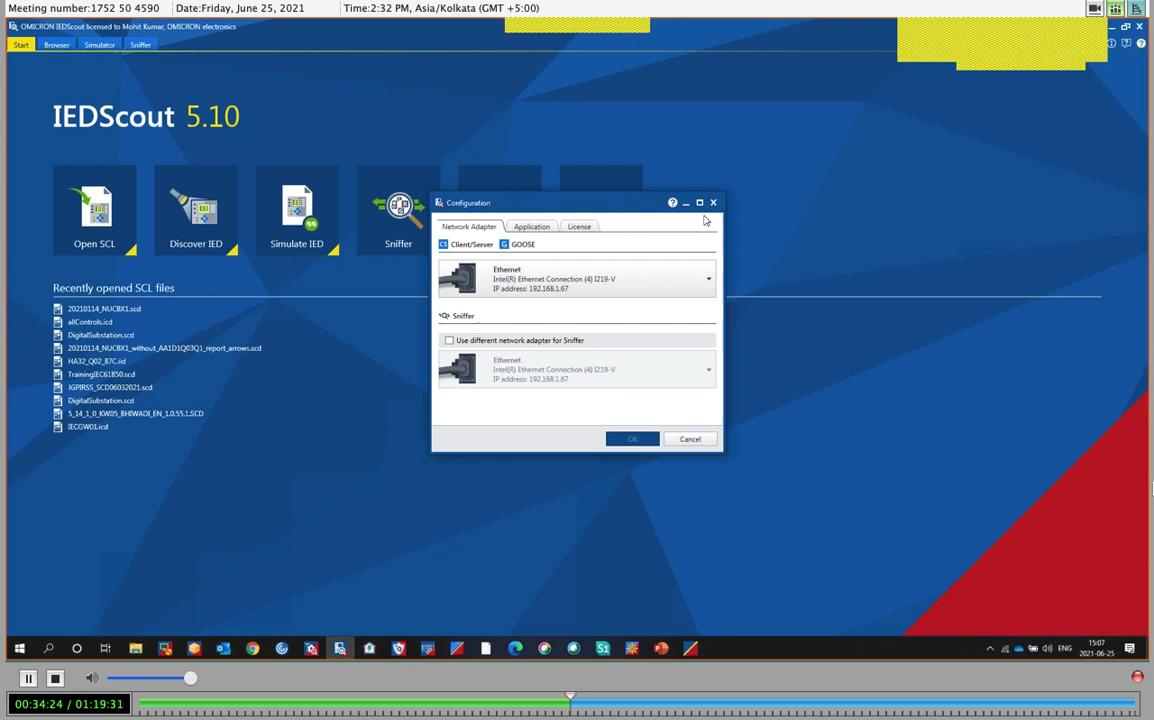 Meeting number:1752 50 4590 Date:Friday, June 25, 2021 Time:2:32 PM, Asia/Kolkata (GMT +5:00)
OMICRON IEDScout licensed to Mohit Kumar, OMICRON electronics
Start Browser Simulator Sniffer
IEDScout 5.10
Open SCL Discover IED Simulate IED Sniffer
Recently opened SCL files
20210114_NUCBX1.scd
allControls.icd
DigitalSubstation.scd
20210114_NUCBX1_without_AA1D1Q03Q1_report_arrows.scd
HA32_Q02_87C.iid
TrainingIEC61850.scd
JGPIRSS_SCD06032021.scd
DigitalSubstation.scd
5_14_1_0_KW05_BHIWADI_EN_1.0.55.1.SCD
IECGW01.icd
Configuration
Network Adapter Application License
CS Client/Server G GOOSE
Ethernet
Intel(R) Ethernet Connection (4) I219-V
IP address: 192.168.1.67
Sniffer
Use different network adapter for Sniffer
Ethernet
Intel(R) Ethernet Connection (4) I219-V
IP address: 192.168.1.67
OK Cancel
ENG
15:07
2021-06-25
00:34:24 / 01:19:31